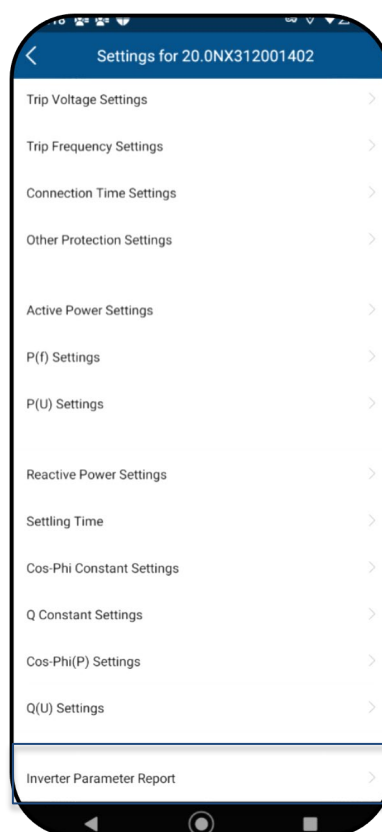 Settings for 20.0NX312001402
Trip Voltage Settings
Trip Frequency Settings
Connection Time Settings
Other Protection Settings
Active Power Settings
P(f) Settings
P(U) Settings
Reactive Power Settings
Settling Time
Cos-Phi Constant Settings
Q Constant Settings
Cos-Phi(P) Settings
Q(U) Settings
Inverter Parameter Report